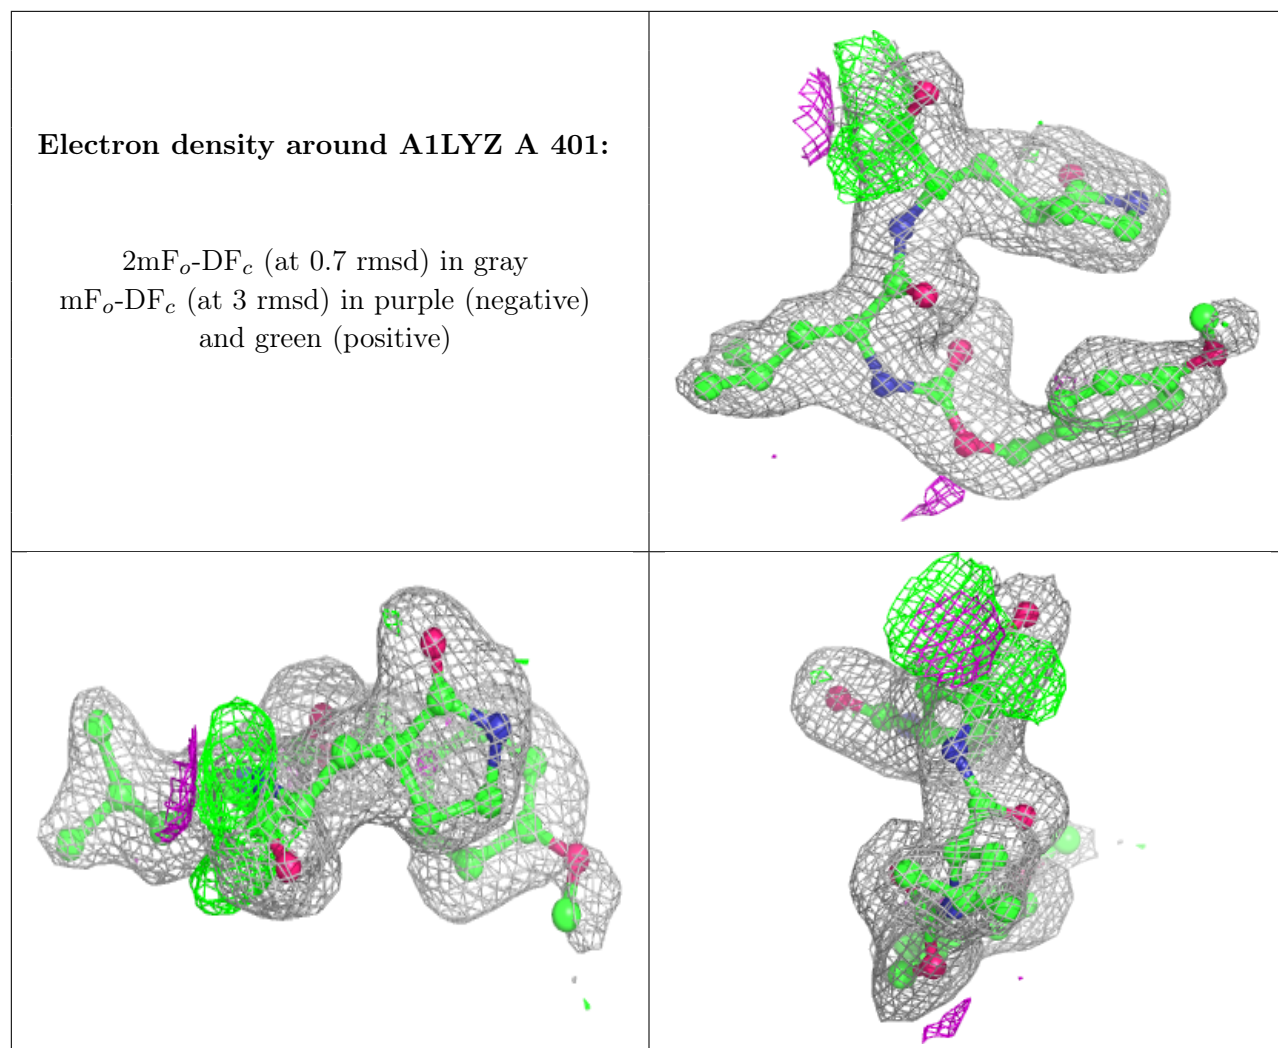 Electron density around A1LYZ A 401:
2mFo-DFc (at 0.7 rmsd) in gray
mFo-DFc (at 3 rmsd) in purple (negative)
and green (positive)